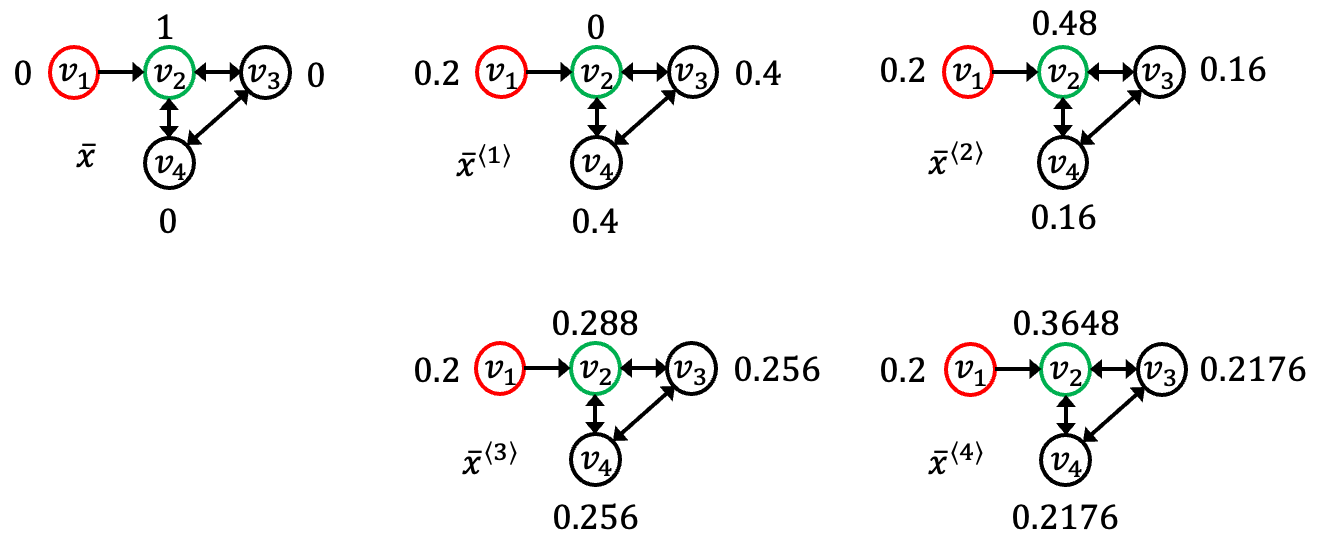 1
0 v₁ v₂ v₃ 0
x̄ v₄
0
0
0.2 v₁ v₂ v₃ 0.4
x̄⟨1⟩ v₄
0.4
0.48
0.2 v₁ v₂ v₃ 0.16
x̄⟨2⟩ v₄
0.16
0.288
0.2 v₁ v₂ v₃ 0.256
x̄⟨3⟩ v₄
0.256
0.3648
0.2 v₁ v₂ v₃ 0.2176
x̄⟨4⟩ v₄
0.2176